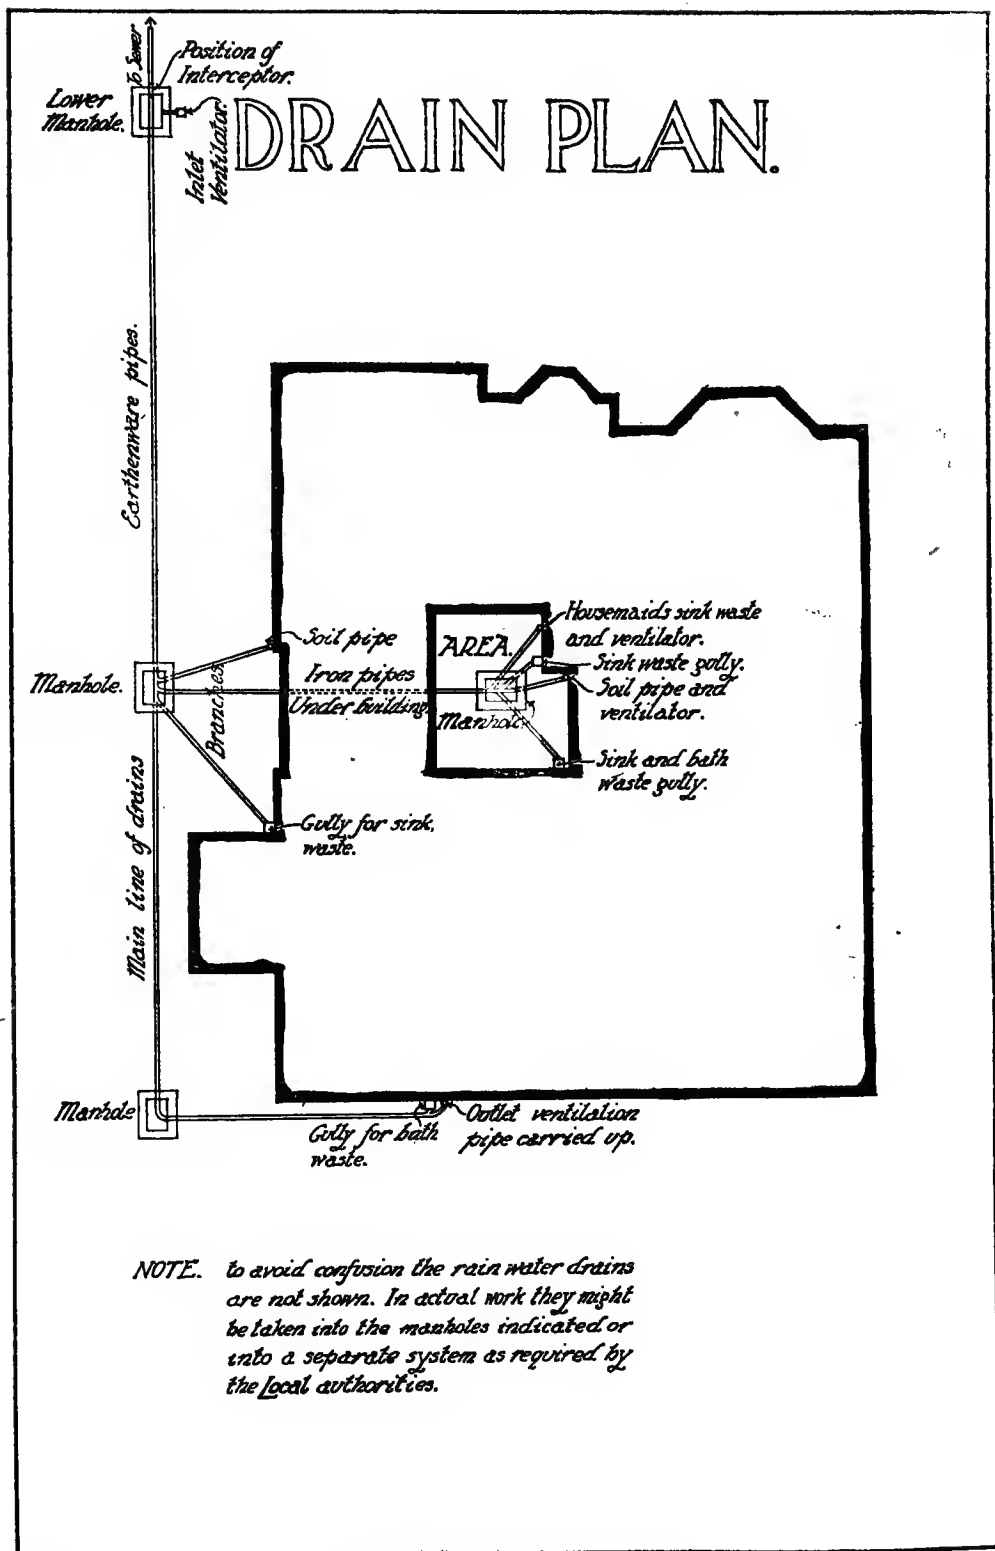 To Sewer
Position of
Interceptor.
Lower
Manhole.
Inlet
Ventilator.
DRAIN PLAN.
Earthenware pipes.
Soil pipe
AREA.
Housemaids sink waste
and ventilator.
Sink waste gully.
Soil pipe and
ventilator.
Manhole.
Branches.
Iron pipes
Under building
Manhole
Sink and bath
waste gully.
Main line of drains
Gully for sink,
waste.
Manhole
Gully for bath
waste.
Outlet ventilation
pipe carried up.
NOTE. to avoid confusion the rain water drains
are not shown. In actual work they might
be taken into the manholes indicated or
into a separate system as required by
the Local authorities.